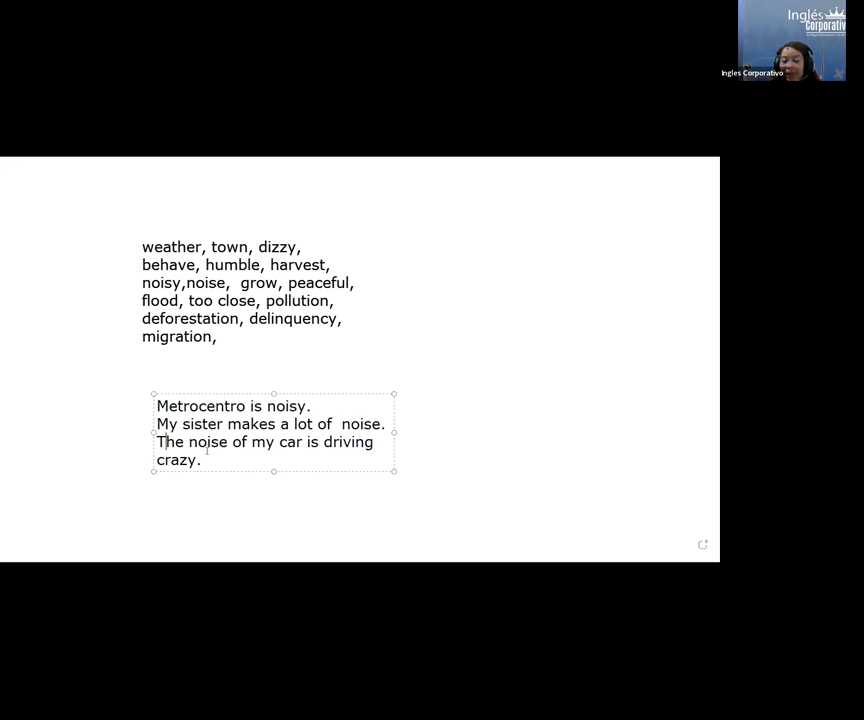 Inglés
Corporativ
Ingles Corporativo
weather, town, dizzy,
behave, humble, harvest,
noisy,noise,  grow, peaceful,
flood, too close, pollution,
deforestation, delinquency,
migration,
Metrocentro is noisy.
My sister makes a lot of  noise.
The noise of my car is driving
crazy.